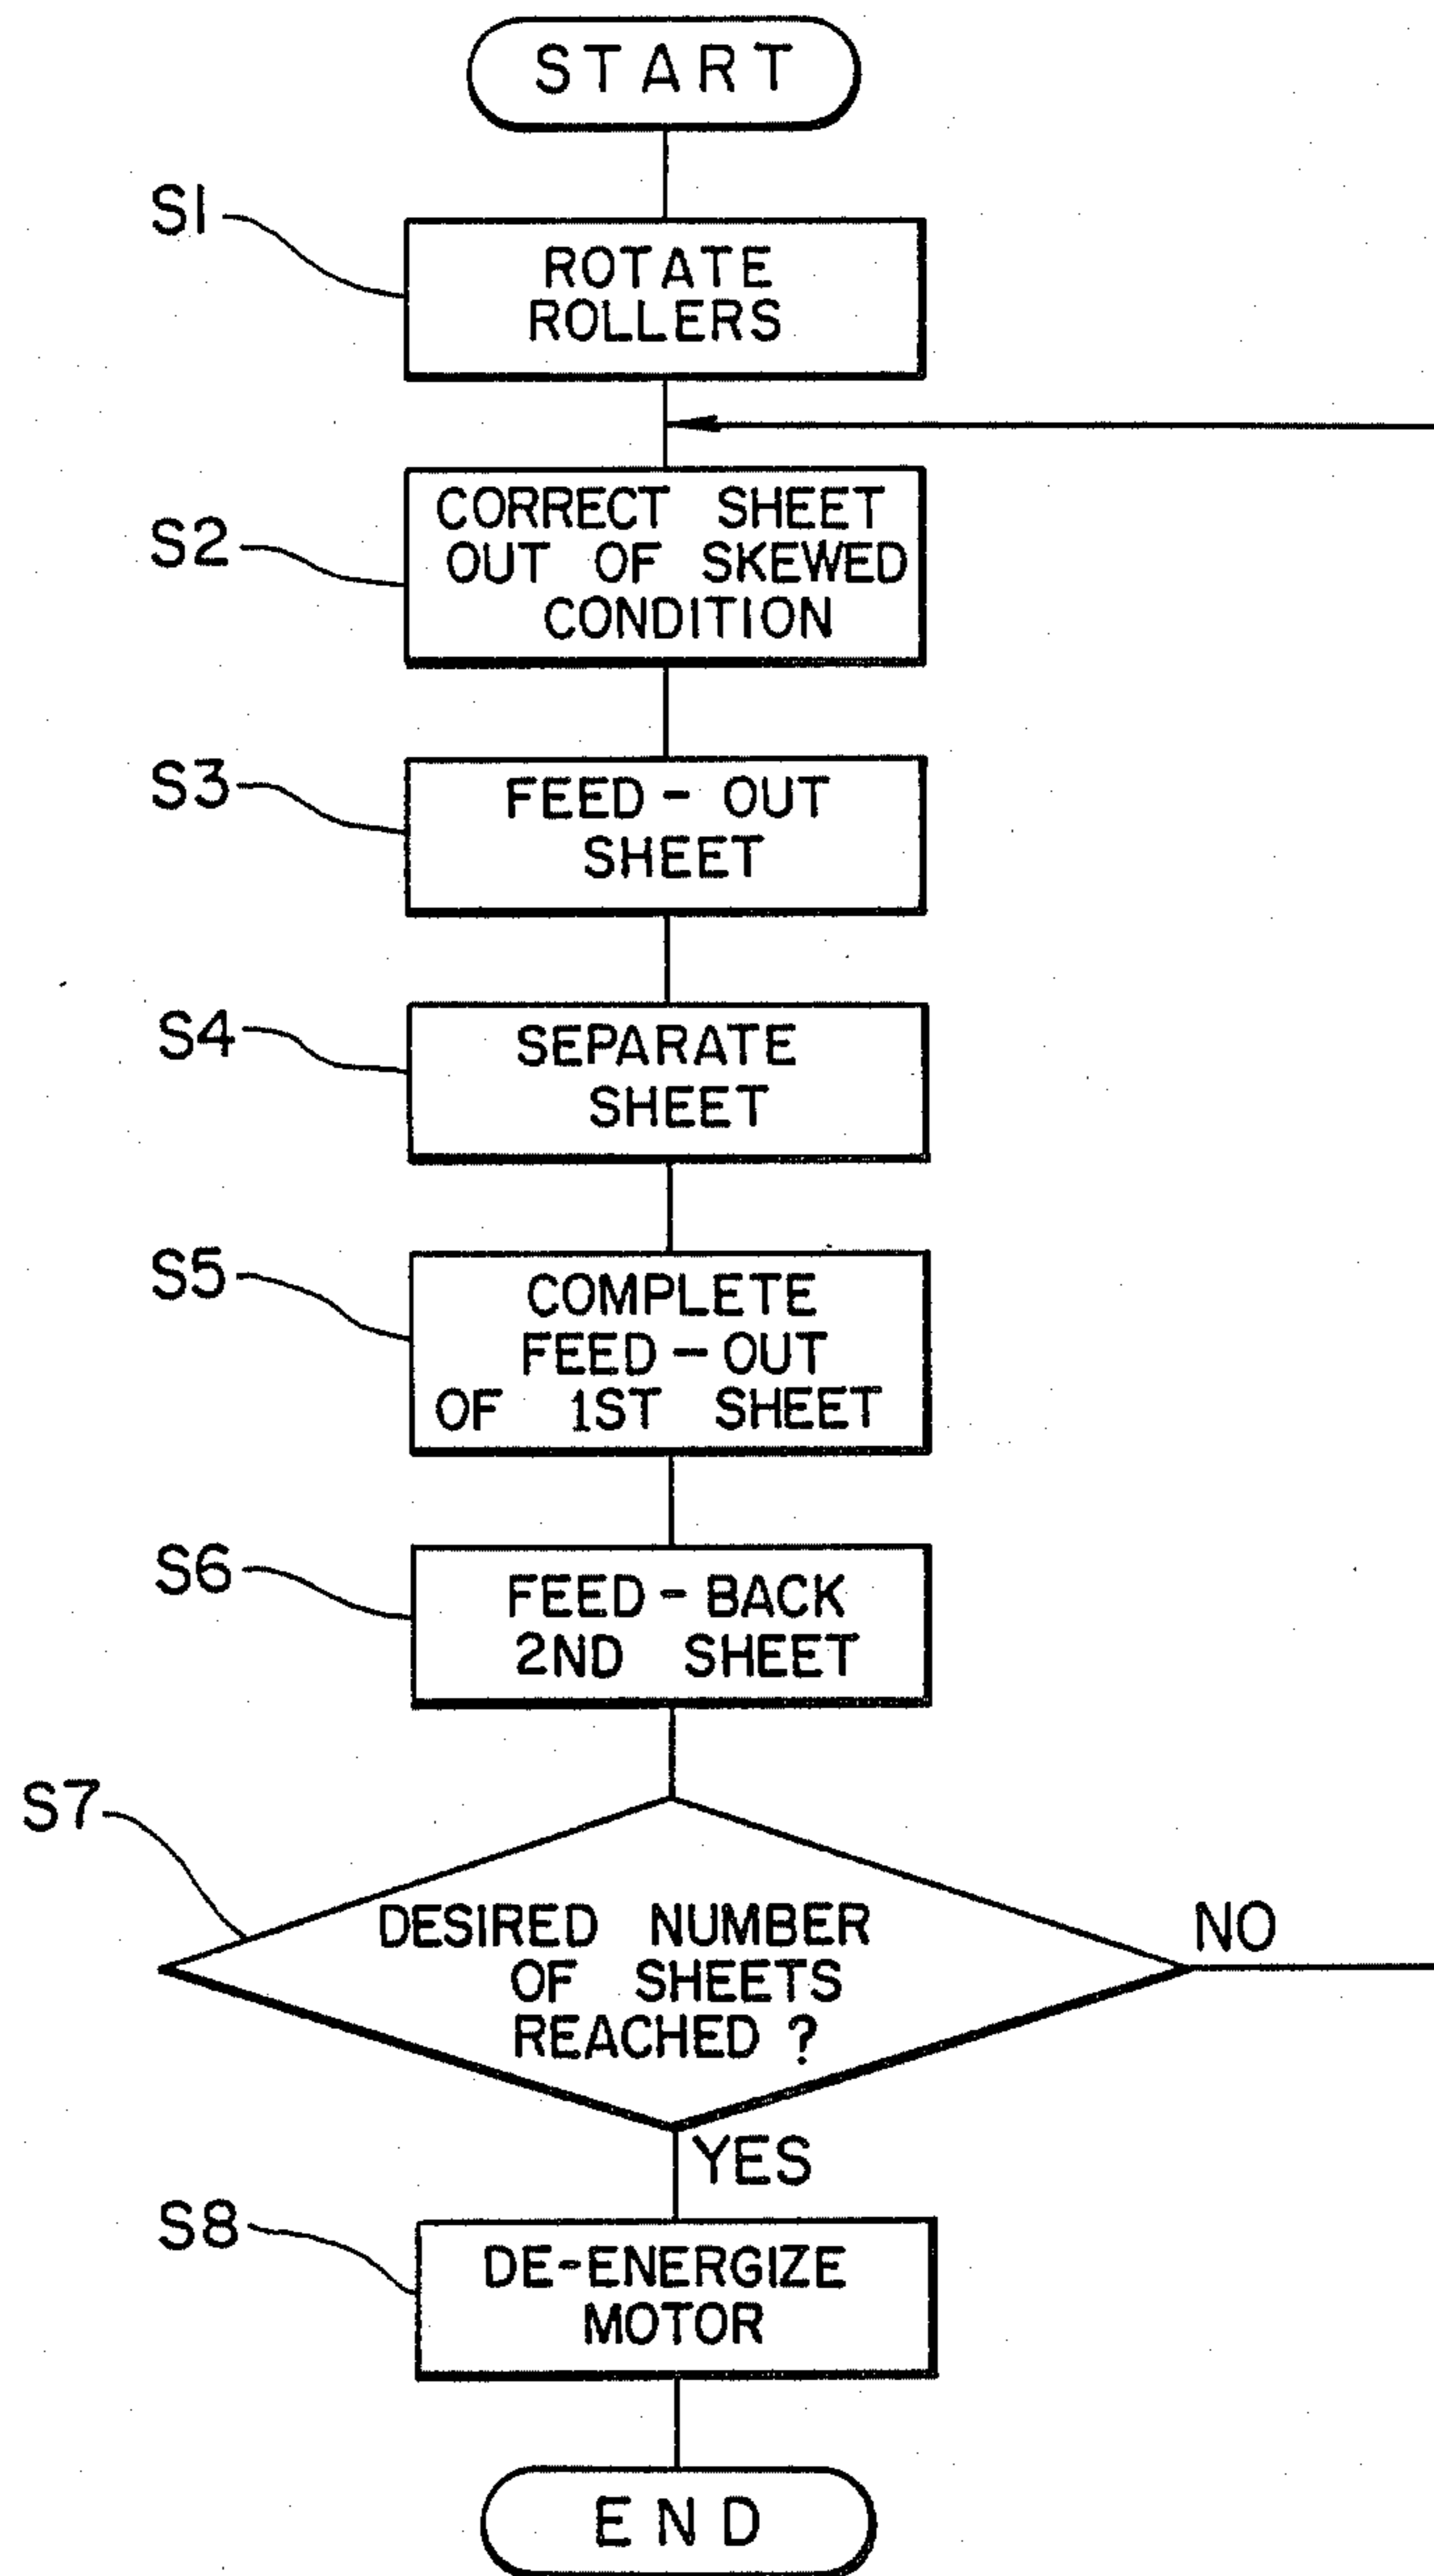 START
S1
ROTATE
ROLLERS
S2
CORRECT SHEET
OUT OF SKEWED
CONDITION
S3
FEED-OUT
SHEET
S4
SEPARATE
SHEET
S5
COMPLETE
FEED-OUT
OF 1ST SHEET
S6
FEED-BACK
2ND SHEET
S7
DESIRED NUMBER
OF SHEETS
REACHED ?
NO
YES
S8
DE-ENERGIZE
MOTOR
END